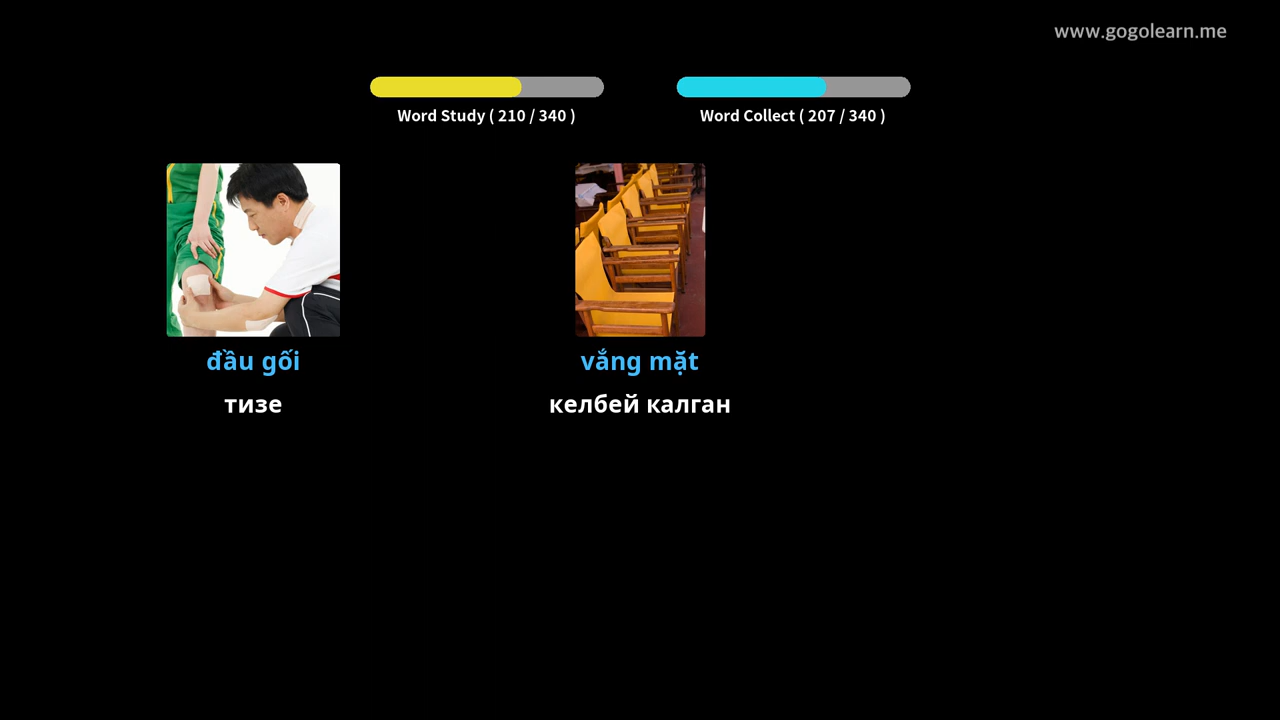 www.gogolearn.me
Word Study ( 210 / 340 )
Word Collect ( 207 / 340 )
đầu gối
тизе
vắng mặt
келбей калган